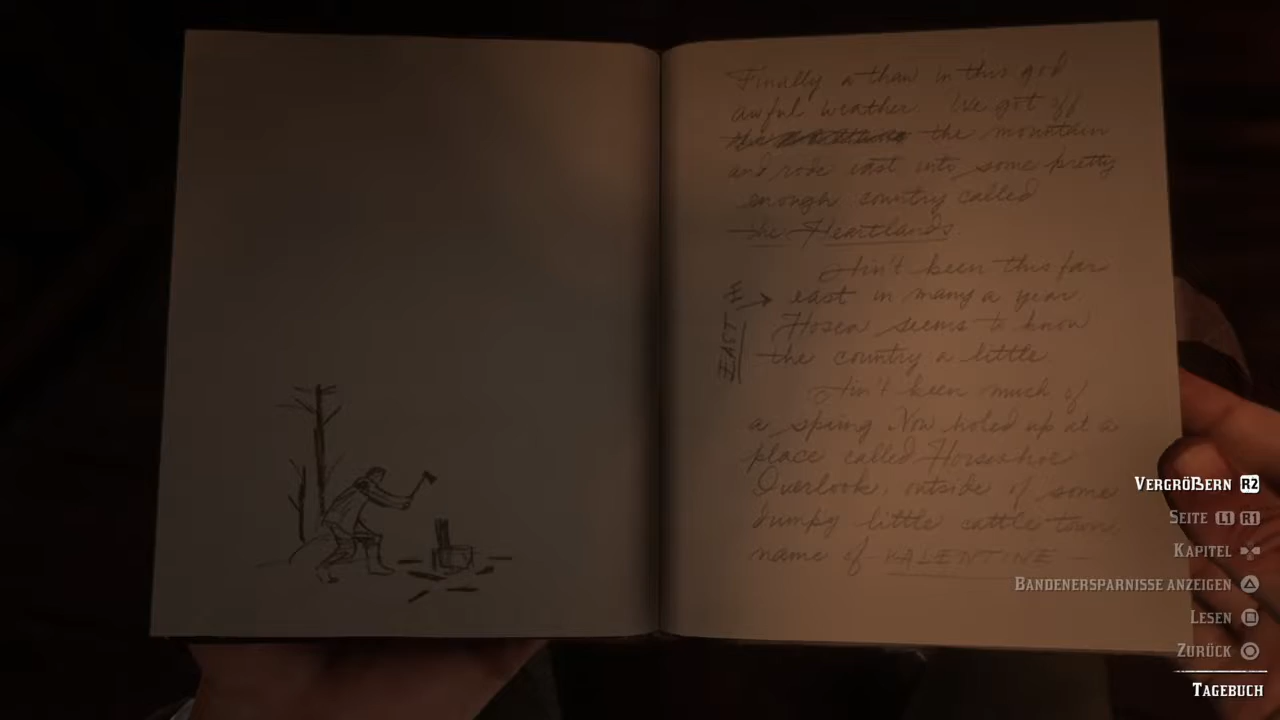 Finally a thaw in this god
awful weather. We got off
the the mountain
and rode east into some pretty
enough country called
the Heartlands.
Ain't been this far
east in many a year.
Hosea seems to know
the country a little.
EAST
Ain't been much of
a spring. Now holed up at a
place called Horseshoe
Overlook, outside of some
dumpy little cattle town,
name of VALENTINE
VERGRÖßERN R2
SEITE L1 R1
KAPITEL
BANDENERSPARNISSE ANZEIGEN
LESEN
ZURÜCK
TAGEBUCH